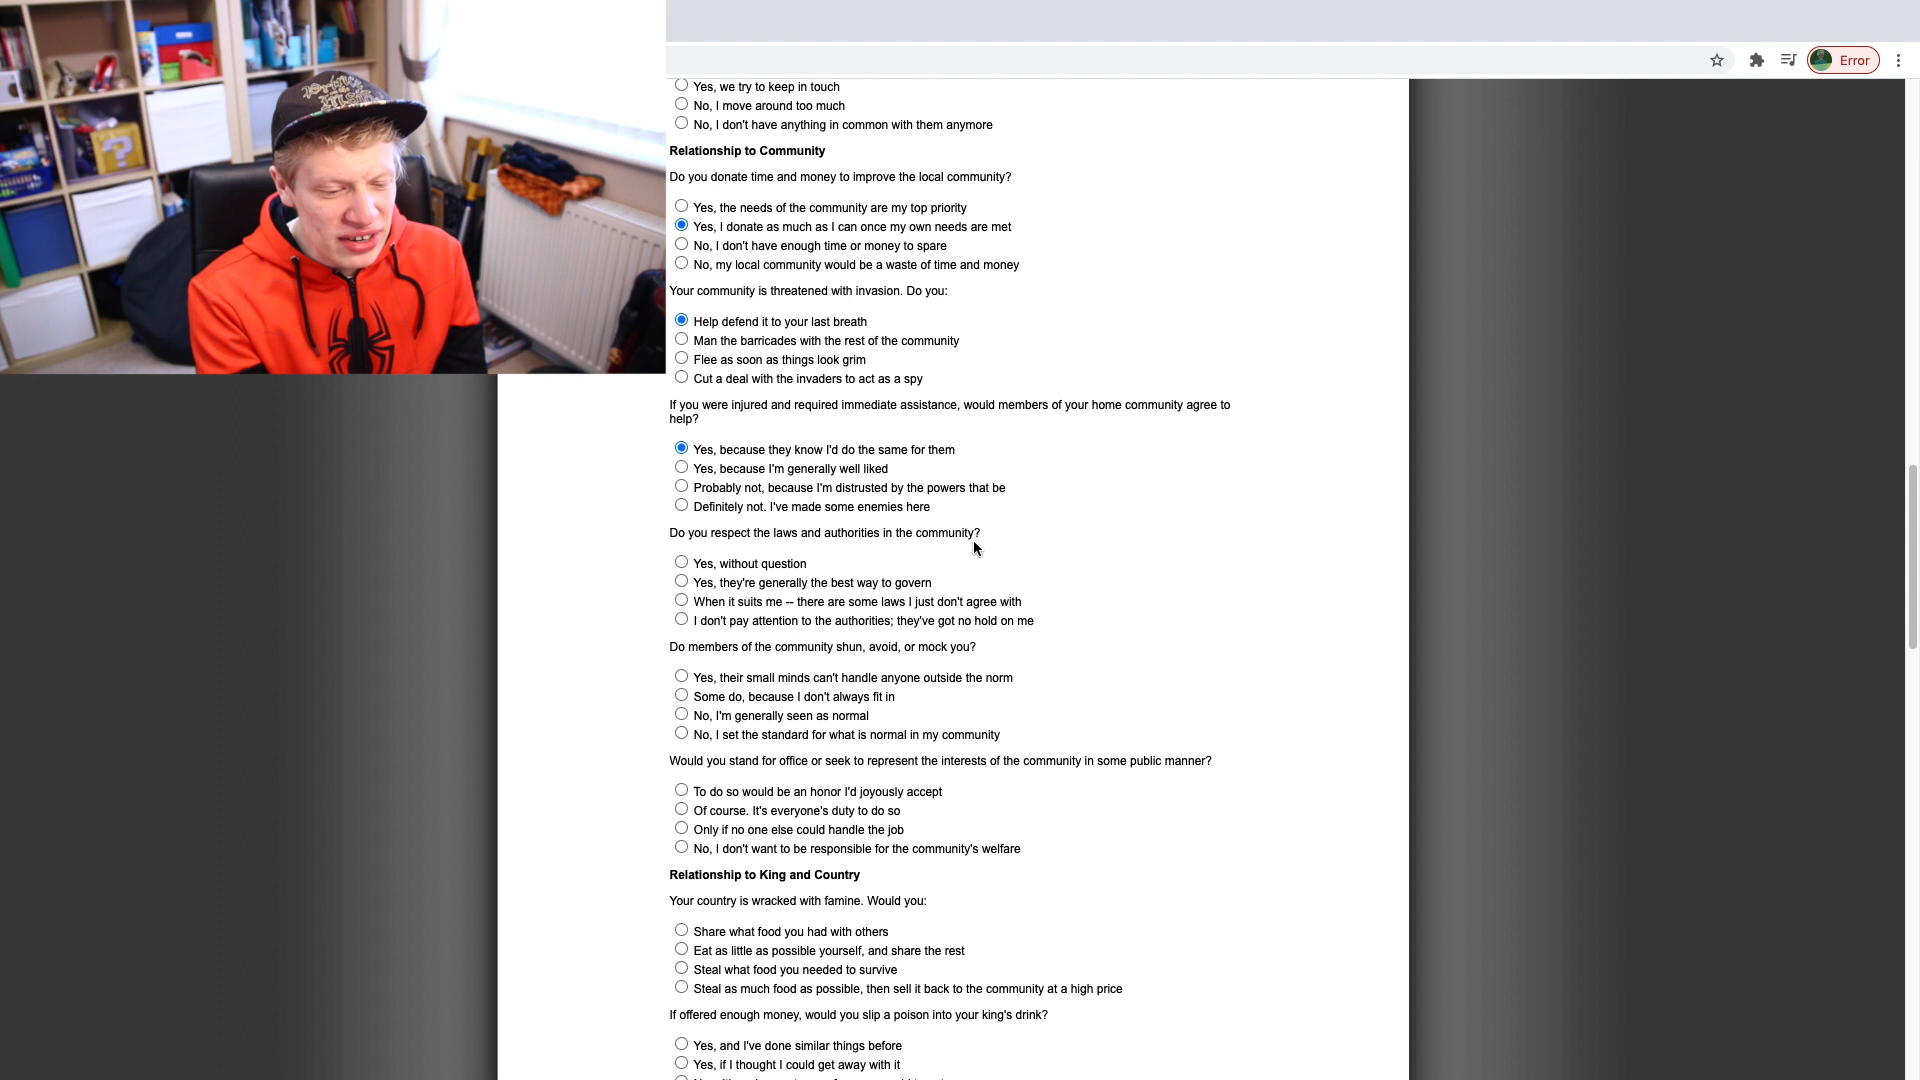 Error
Yes, we try to keep in touch
No, I move around too much
No, I don't have anything in common with them anymore
Relationship to Community
Do you donate time and money to improve the local community?
Yes, the needs of the community are my top priority
Yes, I donate as much as I can once my own needs are met
No, I don't have enough time or money to spare
No, my local community would be a waste of time and money
Your community is threatened with invasion. Do you:
Help defend it to your last breath
Man the barricades with the rest of the community
Flee as soon as things look grim
Cut a deal with the invaders to act as a spy
If you were injured and required immediate assistance, would members of your home community agree to
help?
Yes, because they know I'd do the same for them
Yes, because I'm generally well liked
Probably not, because I'm distrusted by the powers that be
Definitely not. I've made some enemies here
Do you respect the laws and authorities in the community?
Yes, without question
Yes, they're generally the best way to govern
When it suits me -- there are some laws I just don't agree with
I don't pay attention to the authorities; they've got no hold on me
Do members of the community shun, avoid, or mock you?
Yes, their small minds can't handle anyone outside the norm
Some do, because I don't always fit in
No, I'm generally seen as normal
No, I set the standard for what is normal in my community
Would you stand for office or seek to represent the interests of the community in some public manner?
To do so would be an honor I'd joyously accept
Of course. It's everyone's duty to do so
Only if no one else could handle the job
No, I don't want to be responsible for the community's welfare
Relationship to King and Country
Your country is wracked with famine. Would you:
Share what food you had with others
Eat as little as possible yourself, and share the rest
Steal what food you needed to survive
Steal as much food as possible, then sell it back to the community at a high price
If offered enough money, would you slip a poison into your king's drink?
Yes, and I've done similar things before
Yes, if I thought I could get away with it